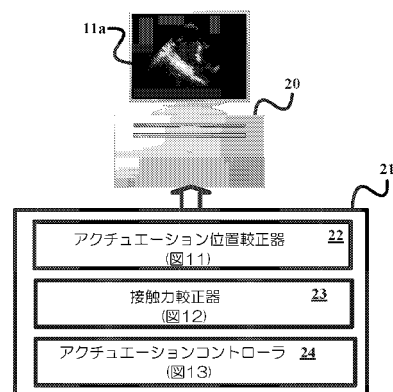 11a
20
21
アクチュエーション位置較正器 22
(図11)
接触力較正器 23
(図12)
アクチュエーションコントローラ 24
(図13)